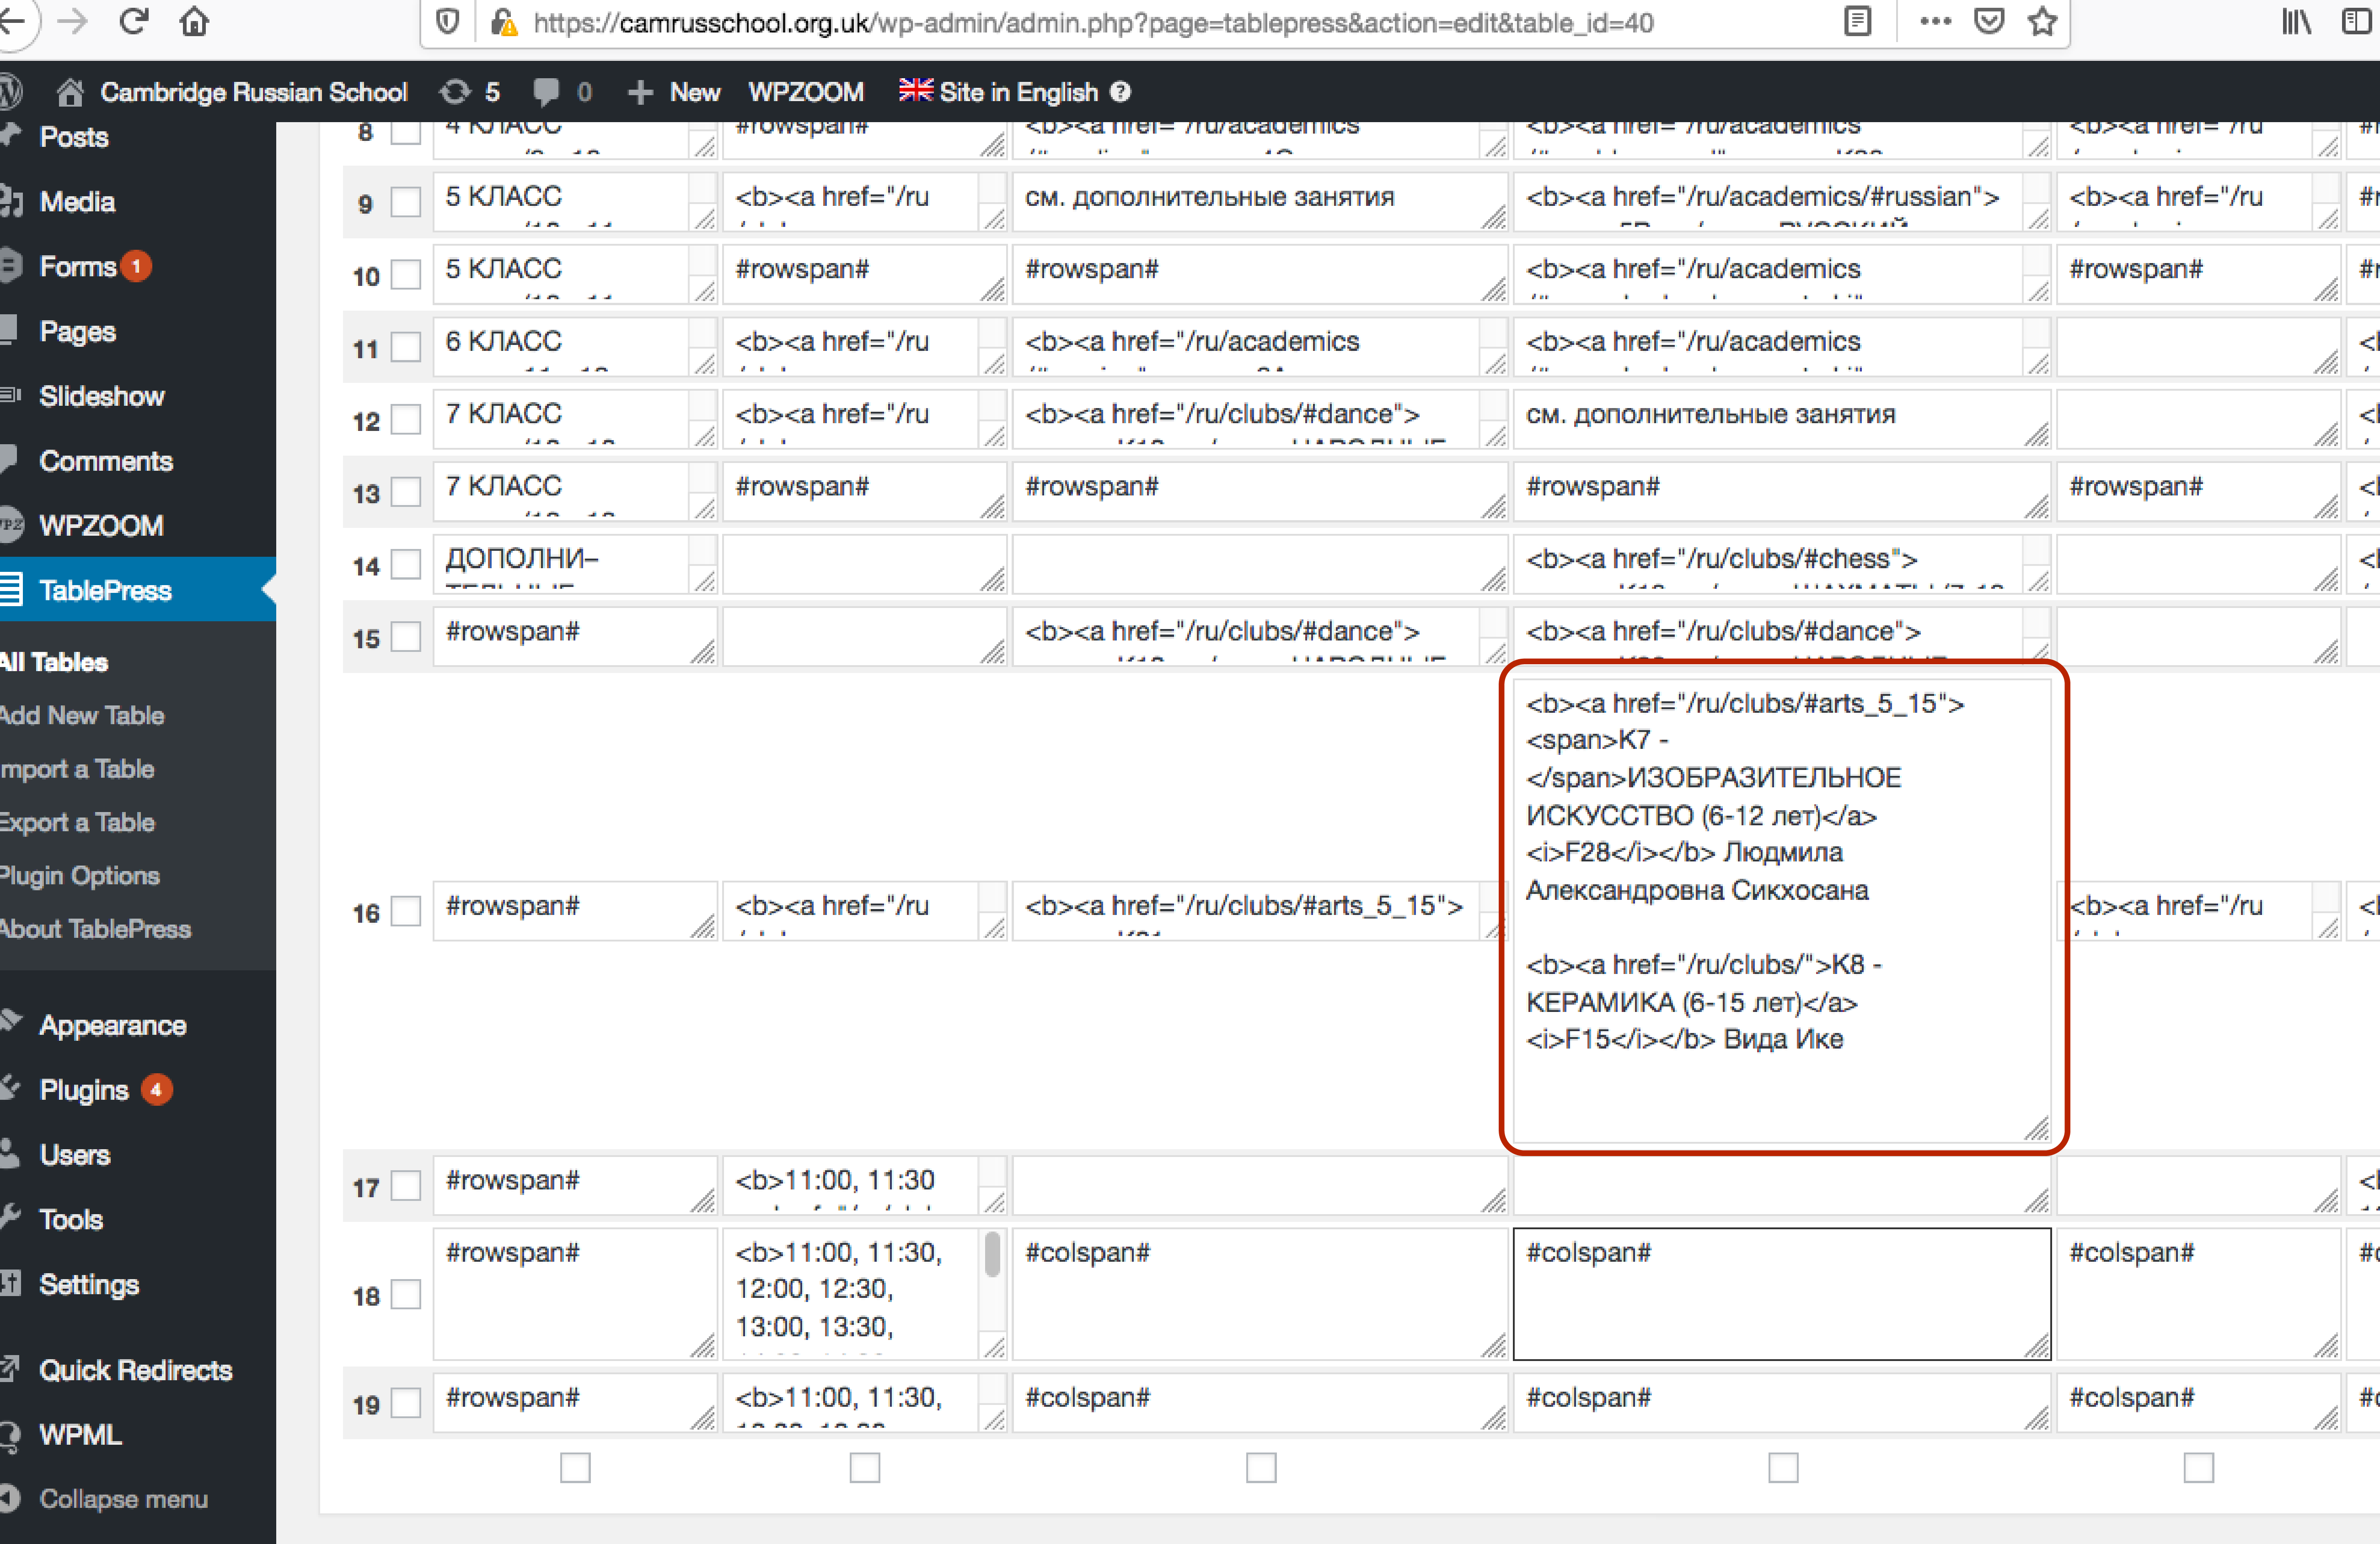 https://camrusschool.org.uk/wp-admin/admin.php?page=tablepress&action=edit&table_id=40
Cambridge Russian School 5 0 + New WPZOOM Site in English ?
Posts
Media
Forms 1
Pages
Slideshow
Comments
WPZOOM
TablePress
All Tables
Add New Table
Import a Table
Export a Table
Plugin Options
About TablePress
Appearance
Plugins 4
Users
Tools
Settings
Quick Redirects
WPML
Collapse menu
8 4 КЛАСС #rowspan# <b><a href="/ru/academics <b><a href="/ru/academics <b><a href="/ru
9 5 КЛАСС <b><a href="/ru см. дополнительные занятия <b><a href="/ru/academics/#russian"> <b><a href="/ru
10 5 КЛАСС #rowspan# #rowspan# <b><a href="/ru/academics #rowspan#
11 6 КЛАСС <b><a href="/ru <b><a href="/ru/academics <b><a href="/ru/academics
12 7 КЛАСС <b><a href="/ru <b><a href="/ru/clubs/#dance"> см. дополнительные занятия
13 7 КЛАСС #rowspan# #rowspan# #rowspan# #rowspan#
14 ДОПОЛНИ– <b><a href="/ru/clubs/#chess">
15 #rowspan# <b><a href="/ru/clubs/#dance"> <b><a href="/ru/clubs/#dance">
16 #rowspan# <b><a href="/ru <b><a href="/ru/clubs/#arts_5_15">
<b><a href="/ru/clubs/#arts_5_15">
<span>K7 -
</span>ИЗОБРАЗИТЕЛЬНОЕ
ИСКУССТВО (6-12 лет)</a>
<i>F28</i></b> Людмила
Александровна Сикхосана
<b><a href="/ru/clubs/">K8 -
КЕРАМИКА (6-15 лет)</a>
<i>F15</i></b> Вида Ике
<b><a href="/ru
17 #rowspan# <b>11:00, 11:30
18 #rowspan# <b>11:00, 11:30, #colspan# #colspan# #colspan#
12:00, 12:30,
13:00, 13:30,
19 #rowspan# <b>11:00, 11:30, #colspan# #colspan# #colspan#